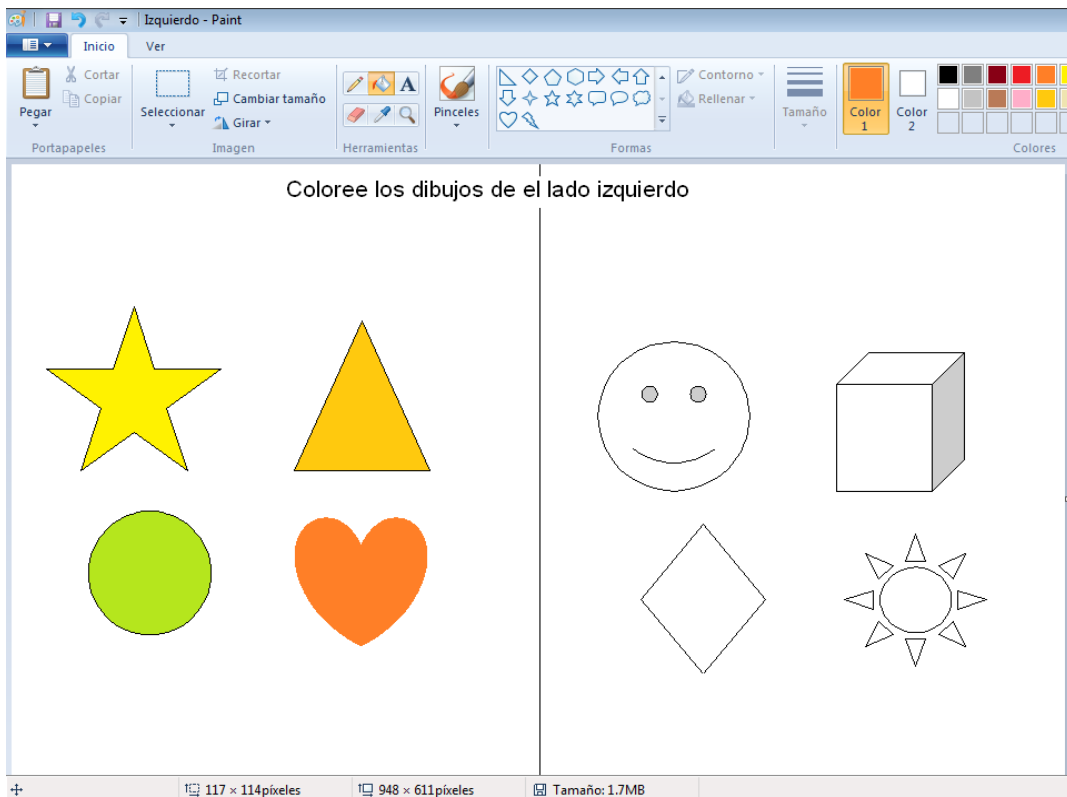 Izquierdo - Paint
Inicio Ver
Pegar
Cortar
Copiar
Portapapeles
Seleccionar
Recortar
Cambiar tamaño
Girar
Imagen
A
Herramientas
Pinceles
Formas
Contorno
Rellenar
Tamaño
Color 1
Color 2
Colores
Coloree los dibujos de el lado izquierdo
117 × 114píxeles 948 × 611píxeles Tamaño: 1.7MB